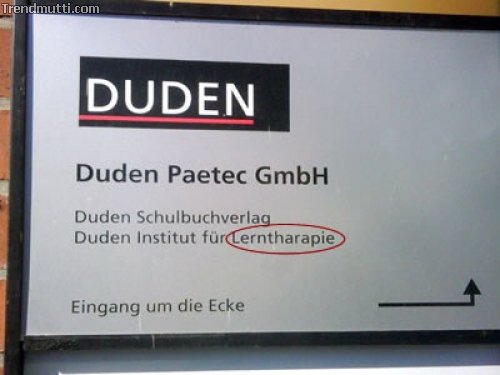 Trendmutti.com
DUDEN
Duden Paetec GmbH
Duden Schulbuchverlag
Duden Institut für Lerntharapie
Eingang um die Ecke